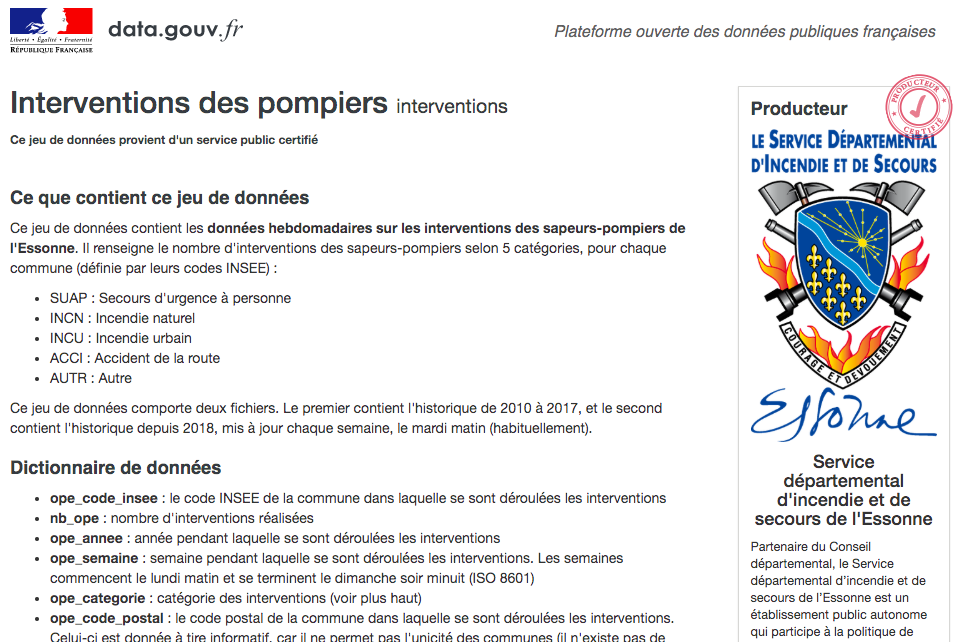 Liberté • Égalité • Fraternité
RÉPUBLIQUE FRANÇAISE
data.gouv.fr
Plateforme ouverte des données publiques françaises
Interventions des pompiers interventions
Ce jeu de données provient d'un service public certifié
Ce que contient ce jeu de données
Ce jeu de données contient les données hebdomadaires sur les interventions des sapeurs-pompiers de
l'Essonne. Il renseigne le nombre d'interventions des sapeurs-pompiers selon 5 catégories, pour chaque
commune (définie par leurs codes INSEE) :
• SUAP : Secours d'urgence à personne
• INCN : Incendie naturel
• INCU : Incendie urbain
• ACCI : Accident de la route
• AUTR : Autre
Ce jeu de données comporte deux fichiers. Le premier contient l'historique de 2010 à 2017, et le second
contient l'historique depuis 2018, mis à jour chaque semaine, le mardi matin (habituellement).
Dictionnaire de données
• ope_code_insee : le code INSEE de la commune dans laquelle se sont déroulées les interventions
• nb_ope : nombre d'interventions réalisées
• ope_annee : année pendant laquelle se sont déroulées les interventions
• ope_semaine : semaine pendant laquelle se sont déroulées les interventions. Les semaines
commencent le lundi matin et se terminent le dimanche soir minuit (ISO 8601)
• ope_categorie : catégorie des interventions (voir plus haut)
• ope_code_postal : le code postal de la commune dans laquelle se sont déroulées les interventions.
Celui-ci est donnée à tire informatif, car il ne permet pas l'unicité des communes (il n'existe pas de
Producteur
PRODUCTEUR
CERTIFIÉ
LE SERVICE DÉPARTEMENTAL
D'INCENDIE ET DE SECOURS
COURAGE ET DEVOUEMENT
Essonne
Service
départemental
d'incendie et de
secours de l'Essonne
Partenaire du Conseil
départemental, le Service
départemental d'incendie et de
secours de l'Essonne est un
établissement public autonome
qui participe à la politique de